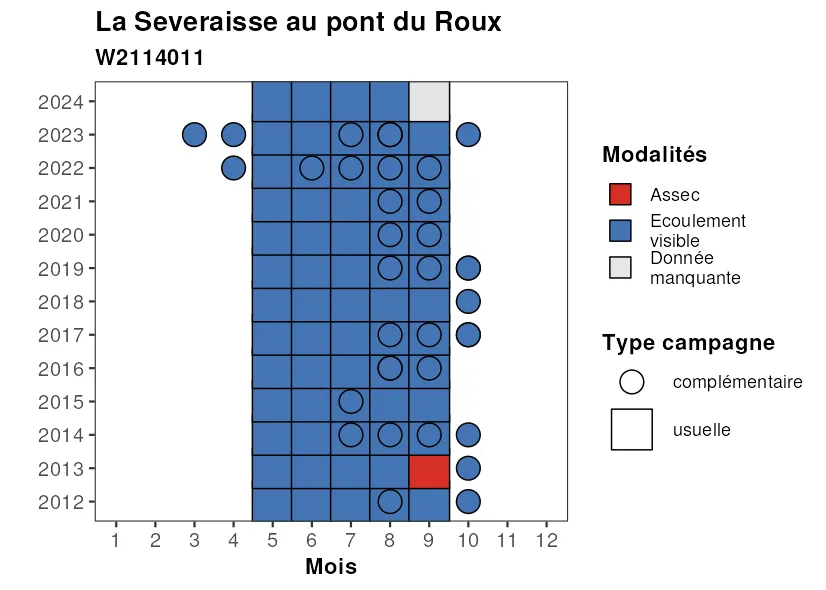 La Severaisse au pont du Roux
W2114011
2024
2023
2022
2021
2020
2019
2018
2017
2016
2015
2014
2013
2012
1 2 3 4 5 6 7 8 9 10 11 12
Mois
Modalités
Assec
Ecoulement
visible
Donnée
manquante
Type campagne
complémentaire
usuelle